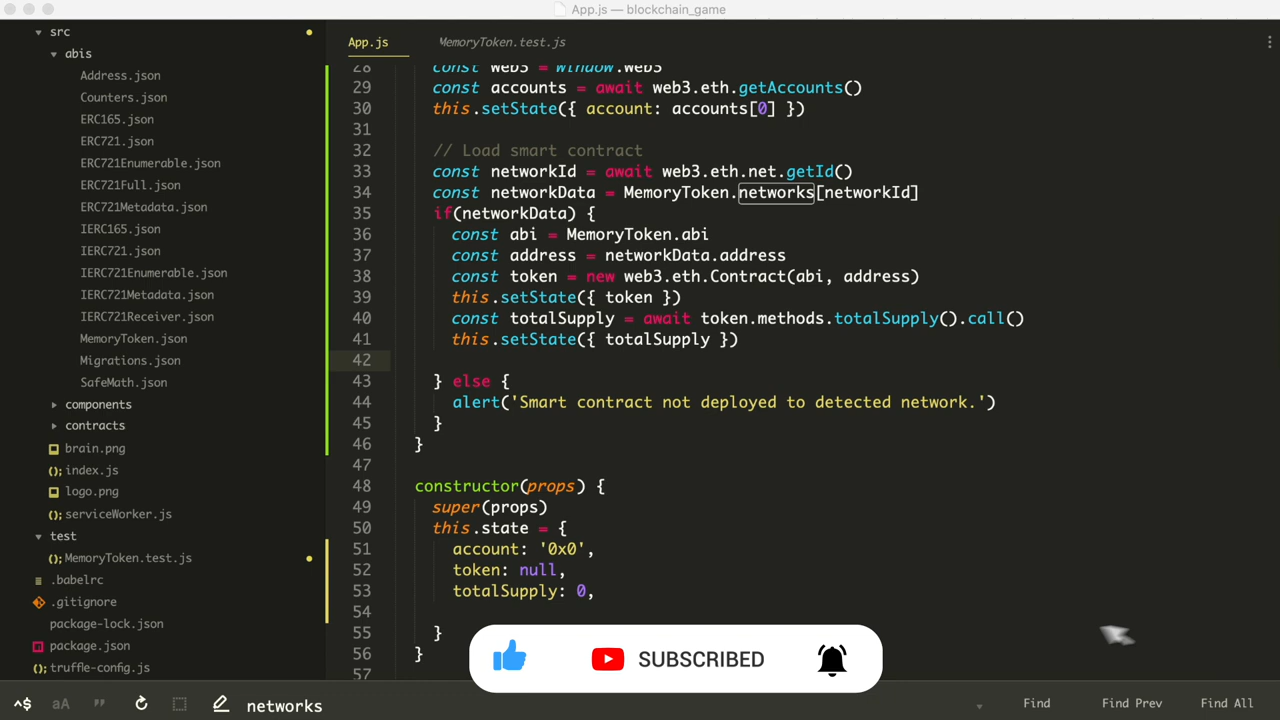 App.js — blockchain_game
src
abis
Address.json
Counters.json
ERC165.json
ERC721.json
ERC721Enumerable.json
ERC721Full.json
ERC721Metadata.json
IERC165.json
IERC721.json
IERC721Enumerable.json
IERC721Metadata.json
IERC721Receiver.json
MemoryToken.json
Migrations.json
SafeMath.json
components
contracts
brain.png
index.js
logo.png
serviceWorker.js
test
MemoryToken.test.js
.babelrc
.gitignore
package-lock.json
package.json
truffle-config.js
App.js MemoryToken.test.js
28 const web3 = window.web3
29 const accounts = await web3.eth.getAccounts()
30 this.setState({ account: accounts[0] })
31
32 // Load smart contract
33 const networkId = await web3.eth.net.getId()
34 const networkData = MemoryToken.networks[networkId]
35 if(networkData) {
36 const abi = MemoryToken.abi
37 const address = networkData.address
38 const token = new web3.eth.Contract(abi, address)
39 this.setState({ token })
40 const totalSupply = await token.methods.totalSupply().call()
41 this.setState({ totalSupply })
42
43 } else {
44 alert('Smart contract not deployed to detected network.')
45 }
46 }
47
48 constructor(props) {
49 super(props)
50 this.state = {
51 account: '0x0',
52 token: null,
53 totalSupply: 0,
54
55 }
56 }
57
SUBSCRIBED
networks Find Find Prev Find All